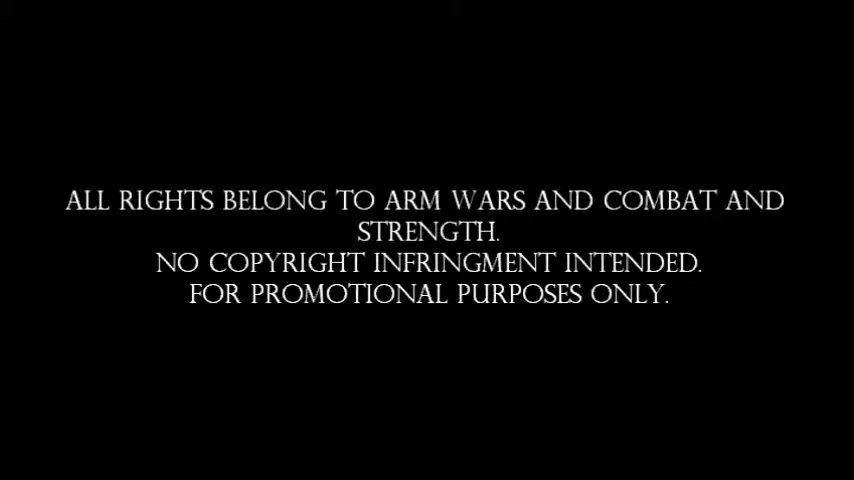 ALL RIGHTS BELONG TO ARM WARS AND COMBAT AND
STRENGTH.
NO COPYRIGHT INFRINGMENT INTENDED.
FOR PROMOTIONAL PURPOSES ONLY.